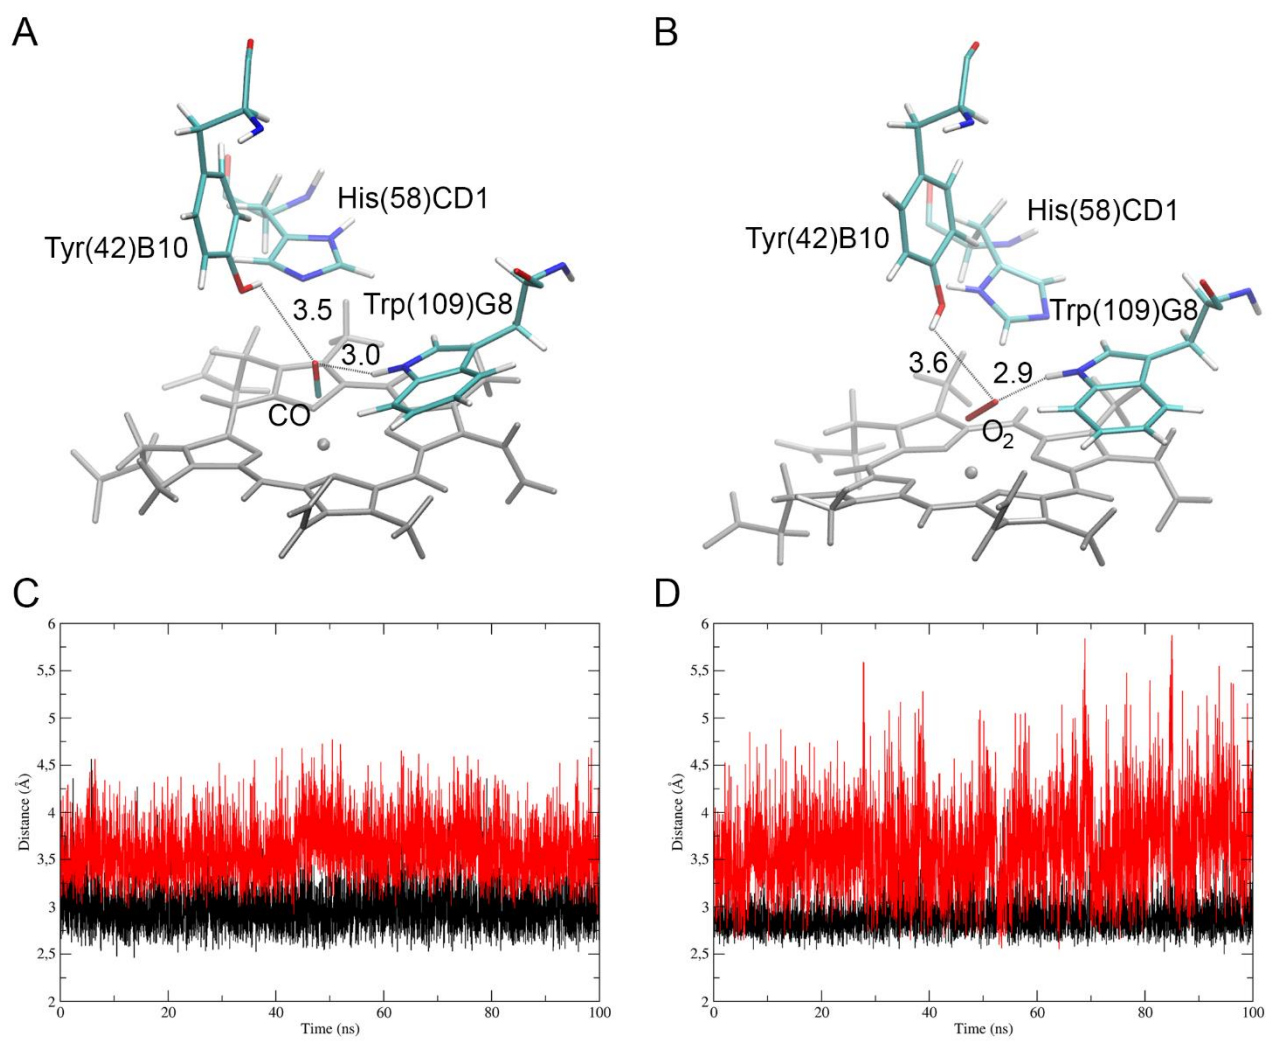 A
B
His(58)CD1
His(58)CD1
Tyr(42)B10
Tyr(42)B10
Trp(109)G8
Trp(109)G8
3.5
3.0
3.6
2.9
CO
O2
C
D
6
5,5
5
4,5
4
3,5
3
2,5
2
Distance (Å)
0
20
40
60
80
100
Time (ns)
6
5,5
5
4,5
4
3,5
3
2,5
2
Distance (Å)
0
20
40
60
80
100
Time (ns)